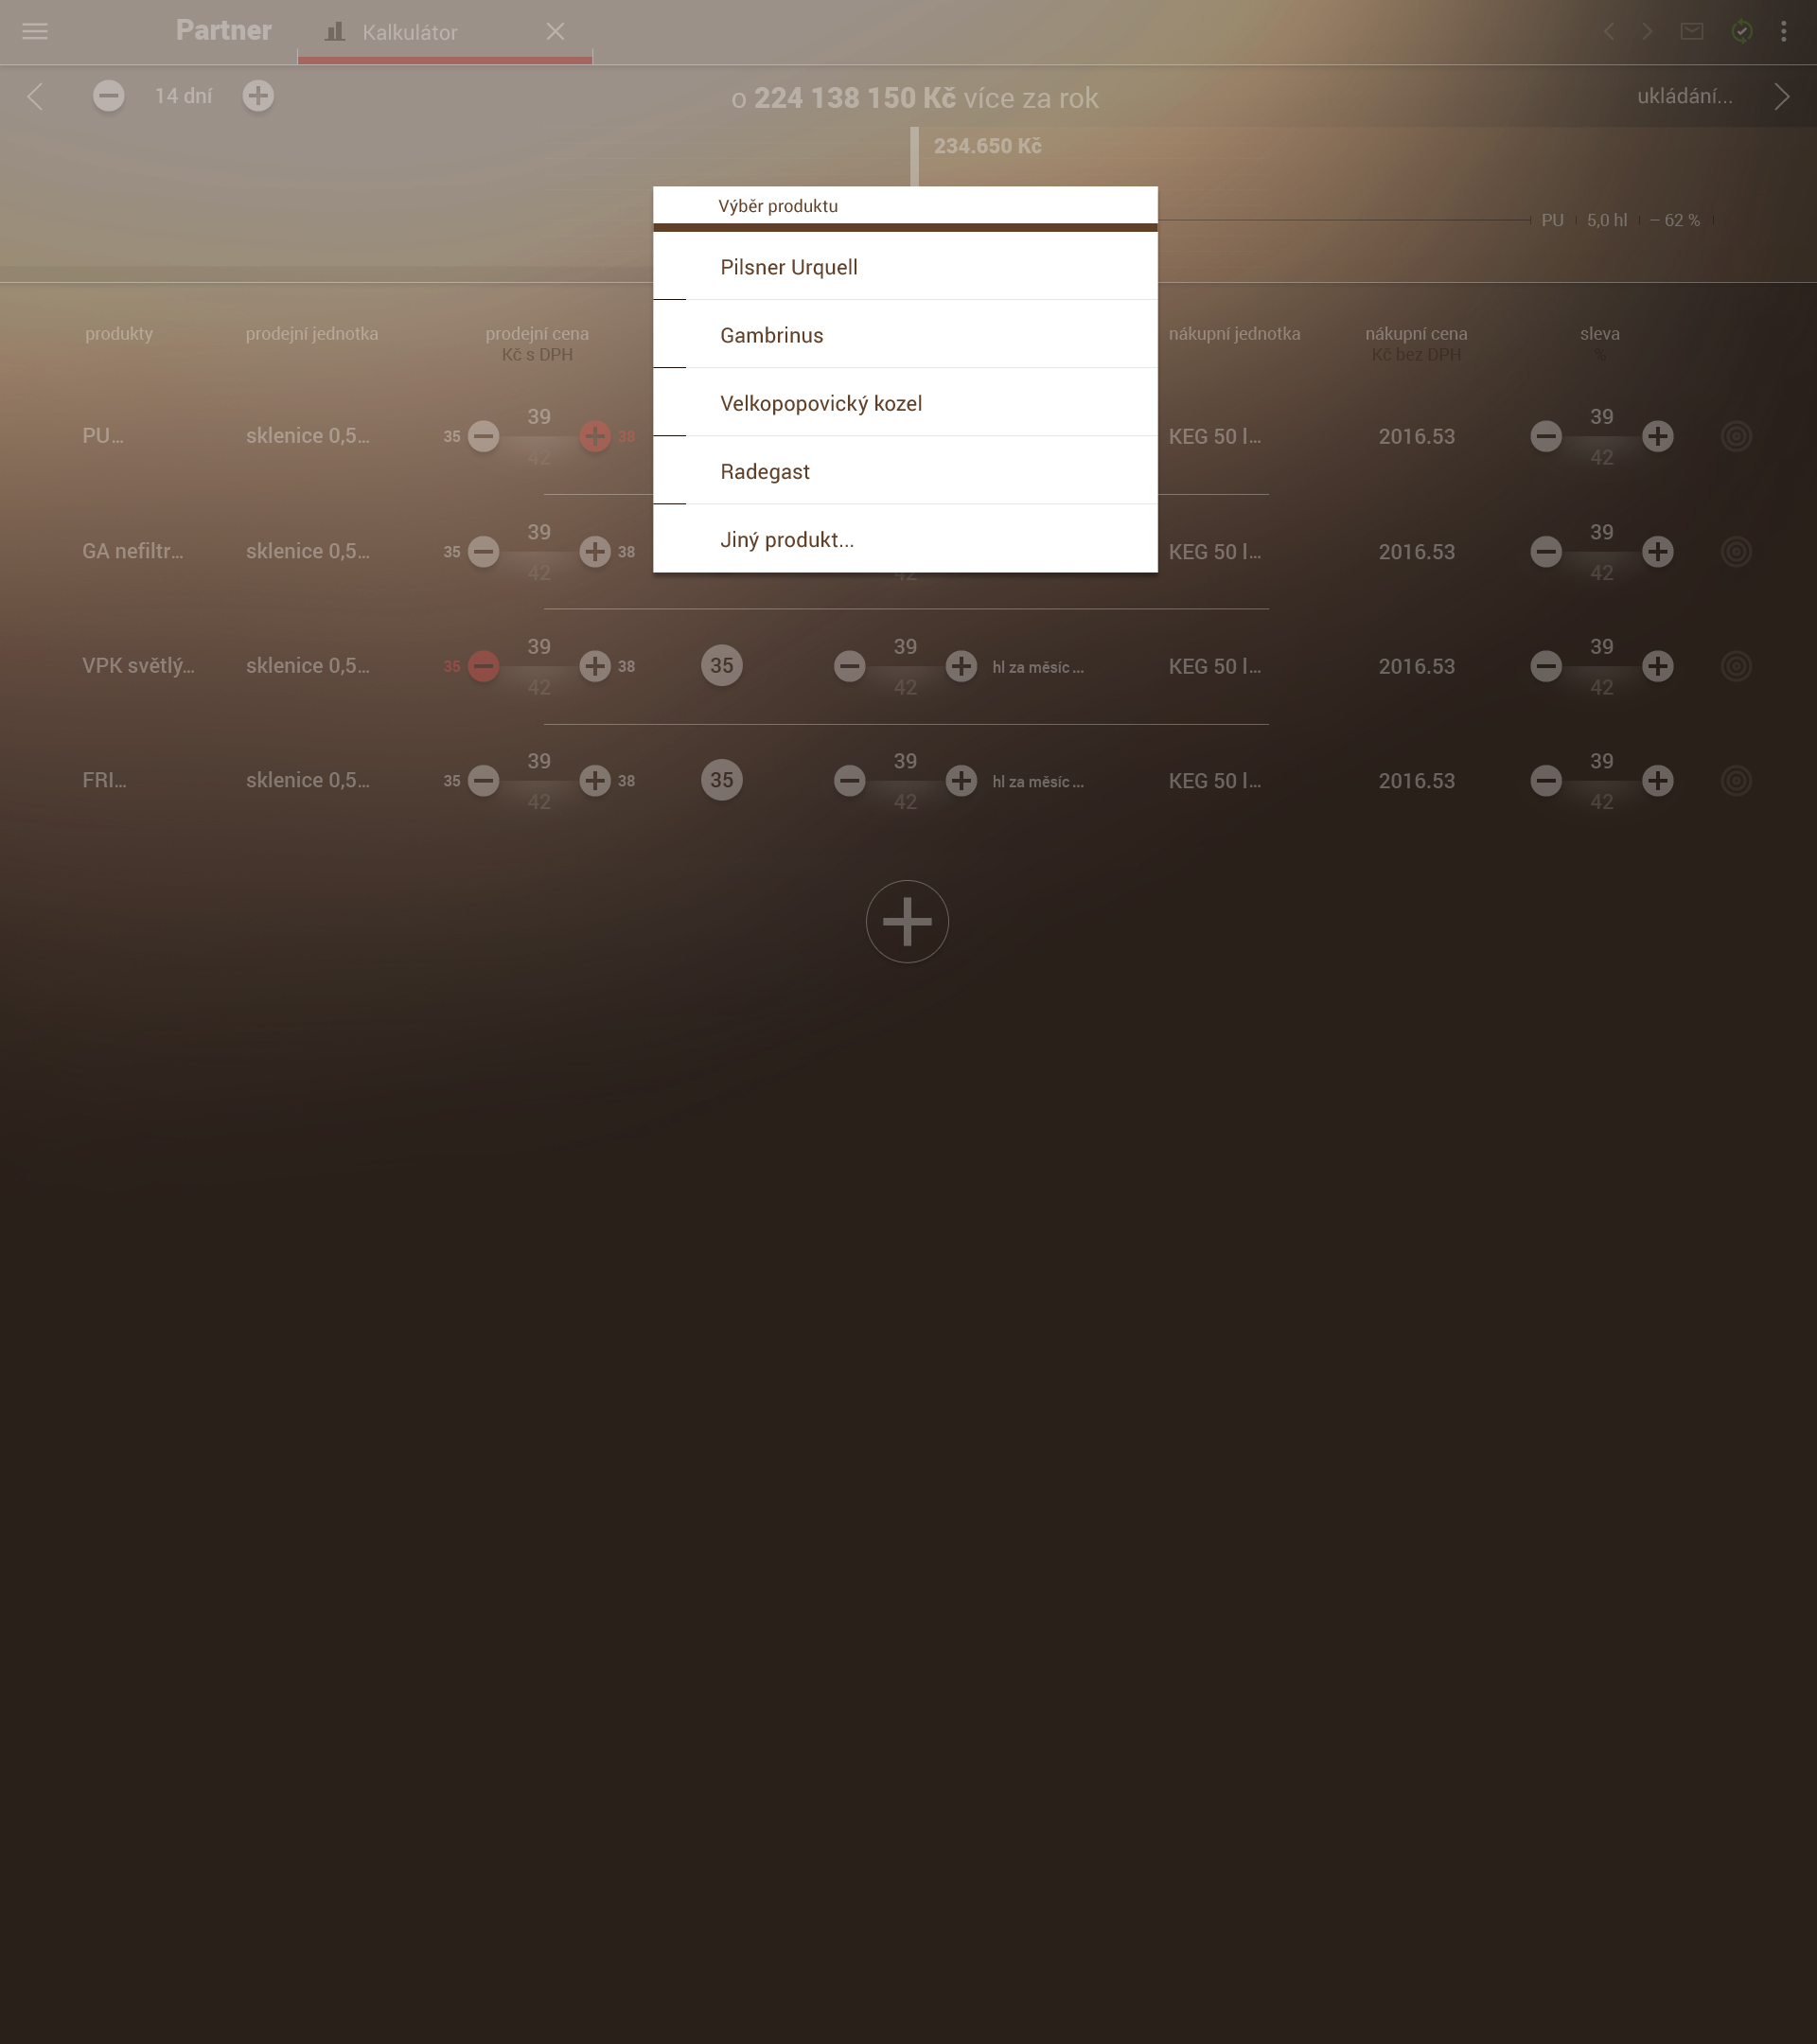 Partner
Kalkulátor
14 dní
o 224 138 150 Kč více za rok
ukládání...
234.650 Kč
Výběr produktu
PU 5,0 hl – 62 %
Pilsner Urquell
Gambrinus
Velkopopovický kozel
Radegast
Jiný produkt...
produkty prodejní jednotka prodejní cena nákupní jednotka nákupní cena sleva
Kč s DPH Kč bez DPH %
39 39
PU... sklenice 0,5... 35 38 KEG 50 l... 2016.53
42 42
39 39
GA nefiltr... sklenice 0,5... 35 38 KEG 50 l... 2016.53
42 42 42
39 39 39
VPK světlý... sklenice 0,5... 35 38 35 hl za měsíc ... KEG 50 l... 2016.53
42 42 42
39 39 39
FRI... sklenice 0,5... 35 38 35 hl za měsíc ... KEG 50 l... 2016.53
42 42 42